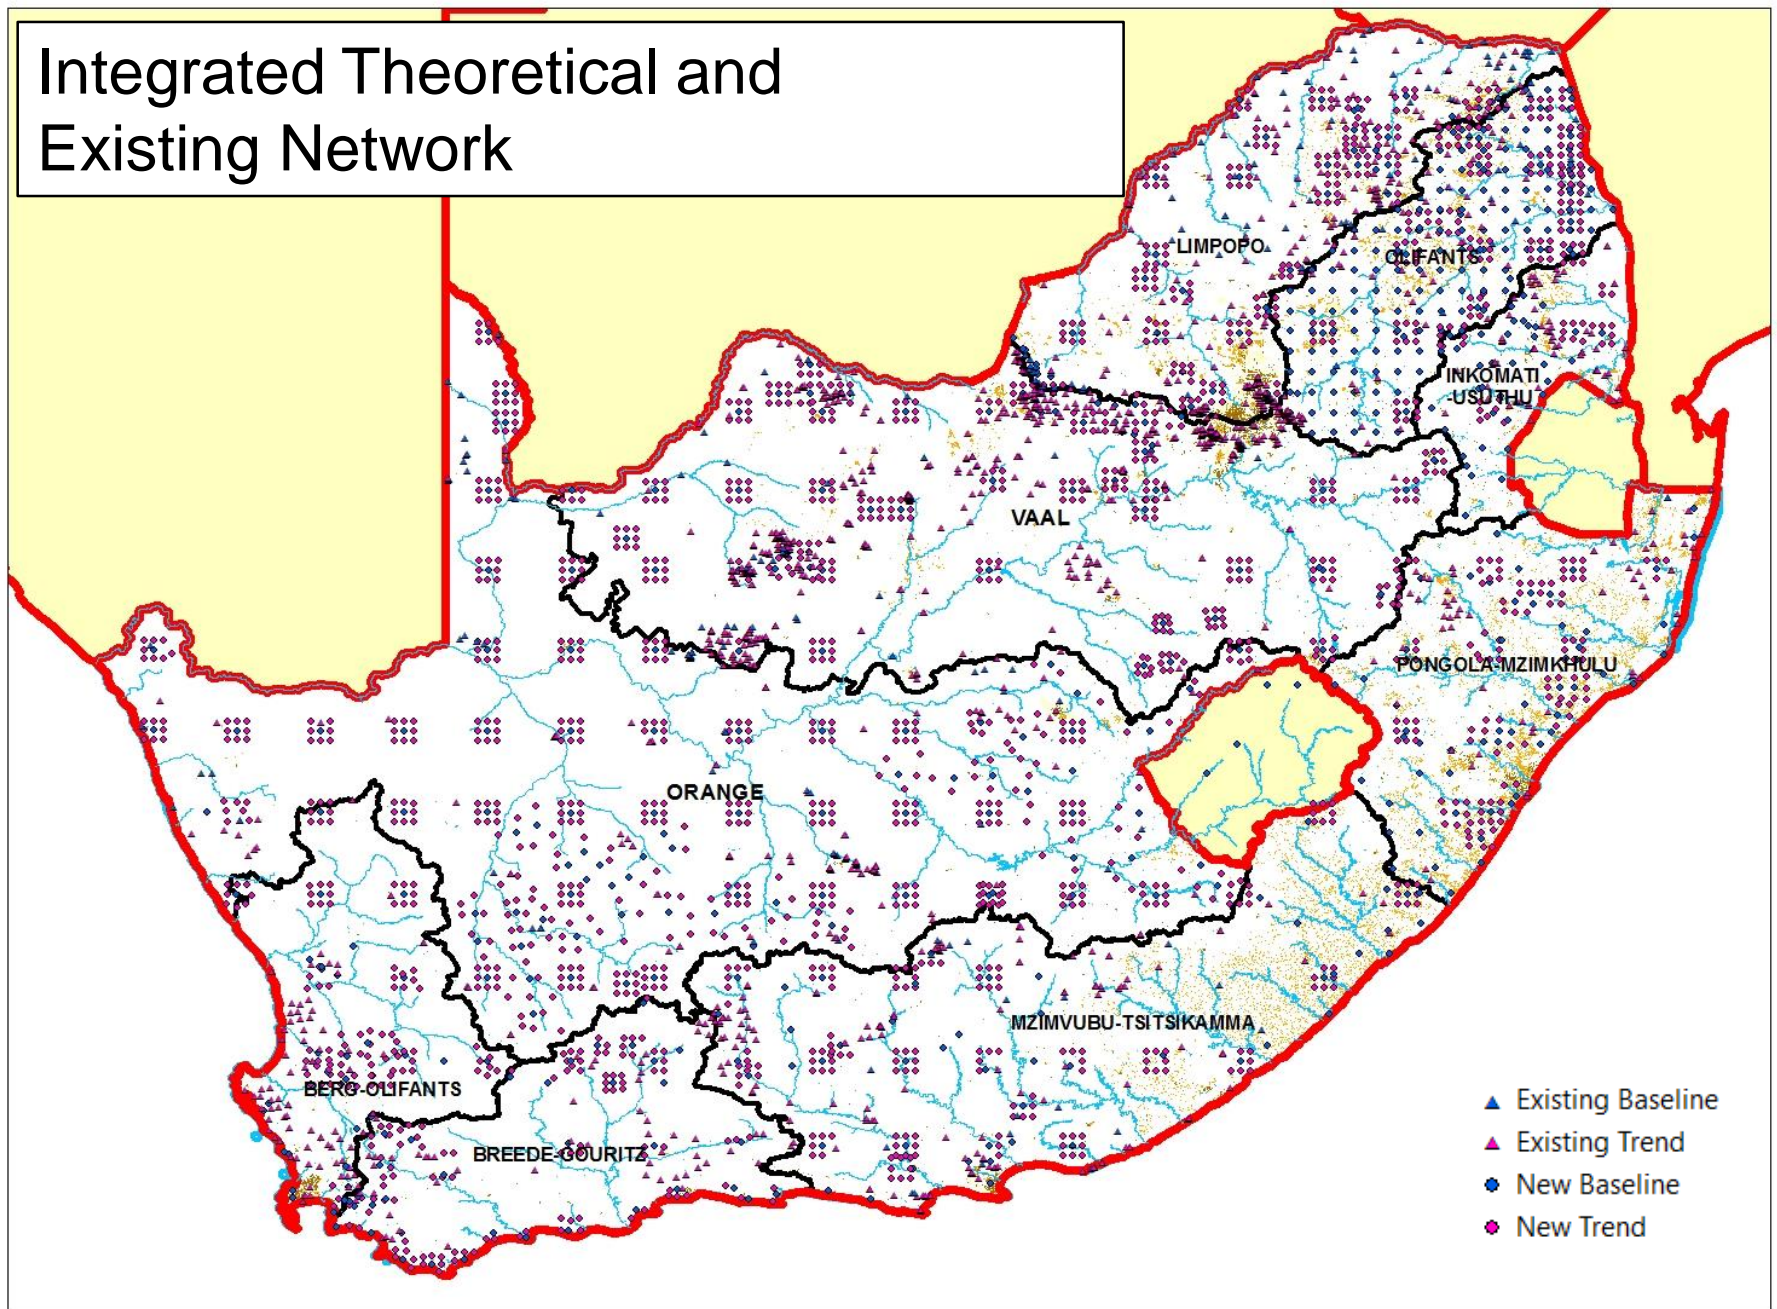 Integrated Theoretical and
Existing Network
LIMPOPO
OLIFANTS
INKOMATI
-USUTHU
VAAL
PONGOLA-MZIMKHULU
ORANGE
MZIMVUBU-TSITSIKAMMA
BERG-OLIFANTS
BREEDE-GOURITZ
Existing Baseline
Existing Trend
New Baseline
New Trend